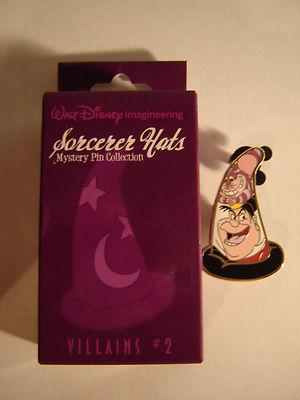 Walt Disney Imagineering
Sorcerer Hats
Mystery Pin Collection
VILLAINS #2